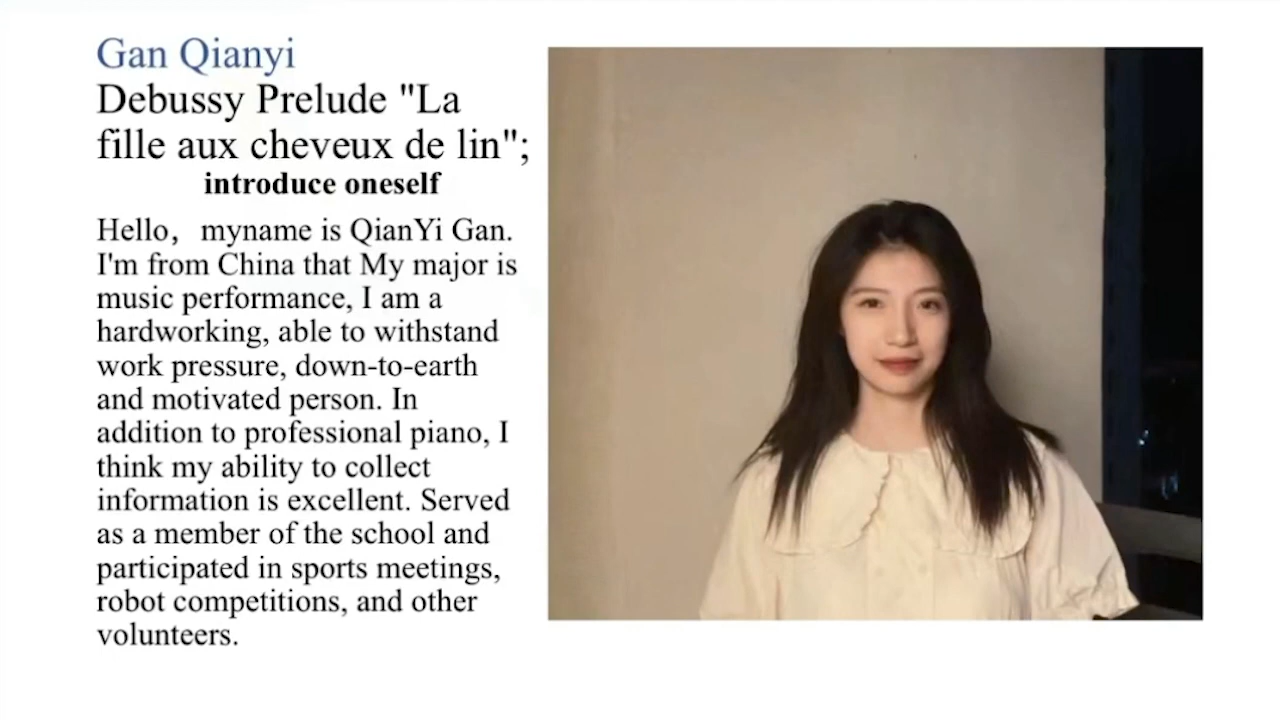 Gan Qianyi
Debussy Prelude "La
fille aux cheveux de lin";
introduce oneself
Hello，myname is QianYi Gan.
I'm from China that My major is
music performance, I am a
hardworking, able to withstand
work pressure, down-to-earth
and motivated person. In
addition to professional piano, I
think my ability to collect
information is excellent. Served
as a member of the school and
participated in sports meetings,
robot competitions, and other
volunteers.